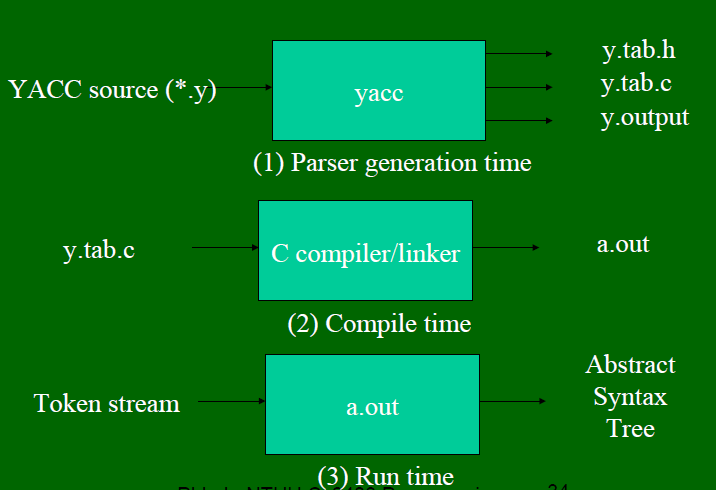 YACC source (*.y)
yacc
y.tab.h
y.tab.c
y.output
(1) Parser generation time
y.tab.c
C compiler/linker
a.out
(2) Compile time
Token stream
a.out
Abstract
Syntax
Tree
(3) Run time